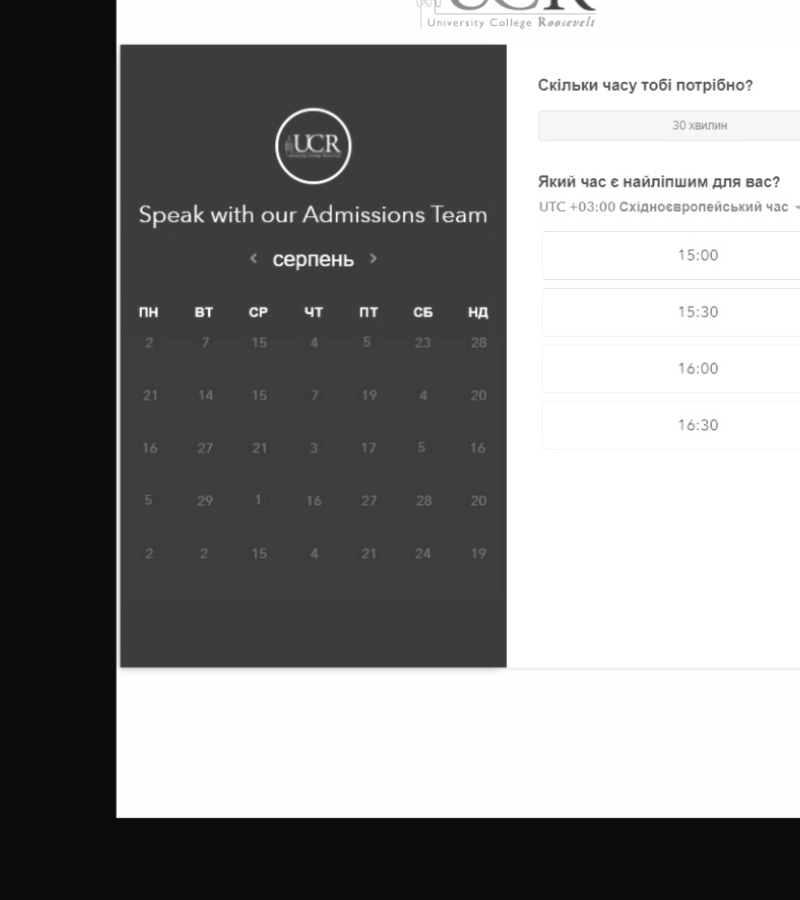 UCR
University College Roosevelt
UCR
Speak with our Admissions Team
< серпень >
ПН ВТ СР ЧТ ПТ СБ НД
2 7 15 4 5 23 28
21 14 15 7 19 4 20
16 27 21 3 17 5 16
5 29 1 16 27 28 20
2 2 15 4 21 24 19
Скільки часу тобі потрібно?
30 хвилин
Який час є найліпшим для вас?
UTC +03:00 Східноєвропейський час
15:00
15:30
16:00
16:30